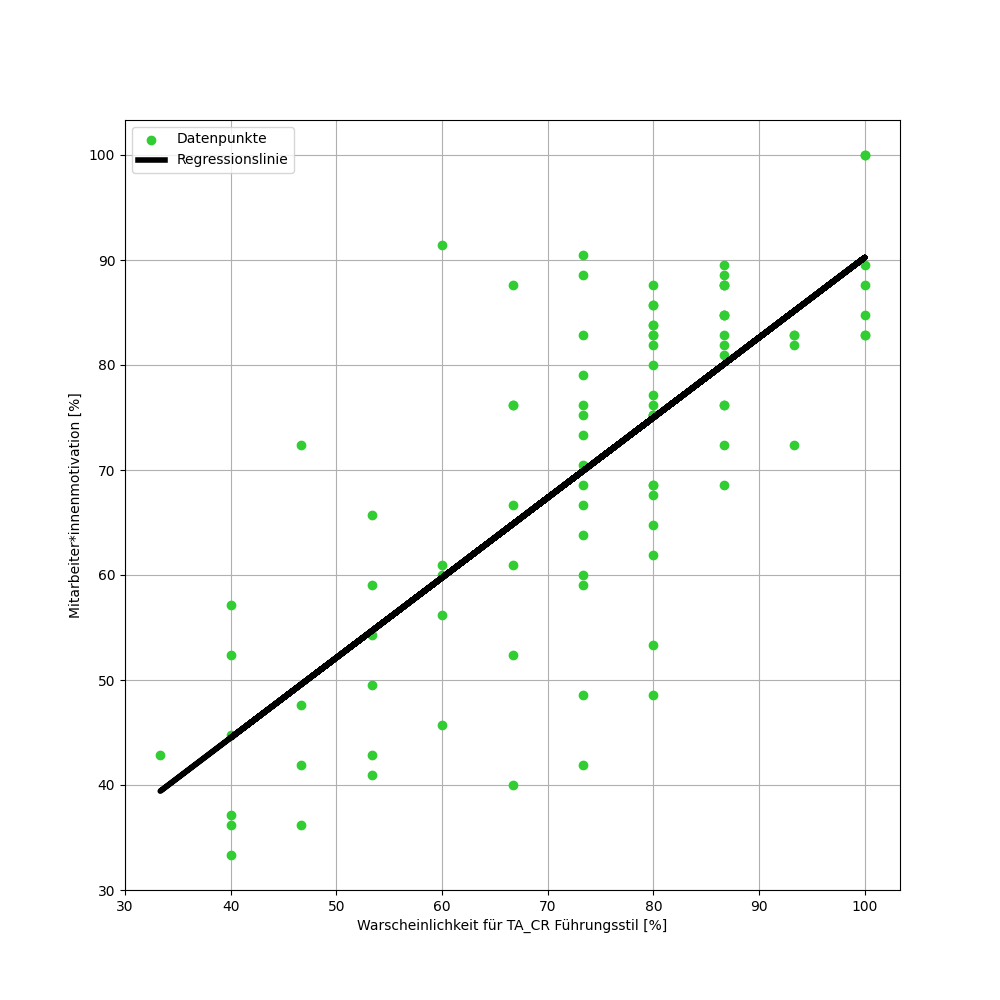 Datenpunkte
Regressionslinie
100
90
80
70
60
50
40
30
Mitarbeiter*innenmotivation [%]
30 40 50 60 70 80 90 100
Warscheinlichkeit für TA_CR Führungsstil [%]